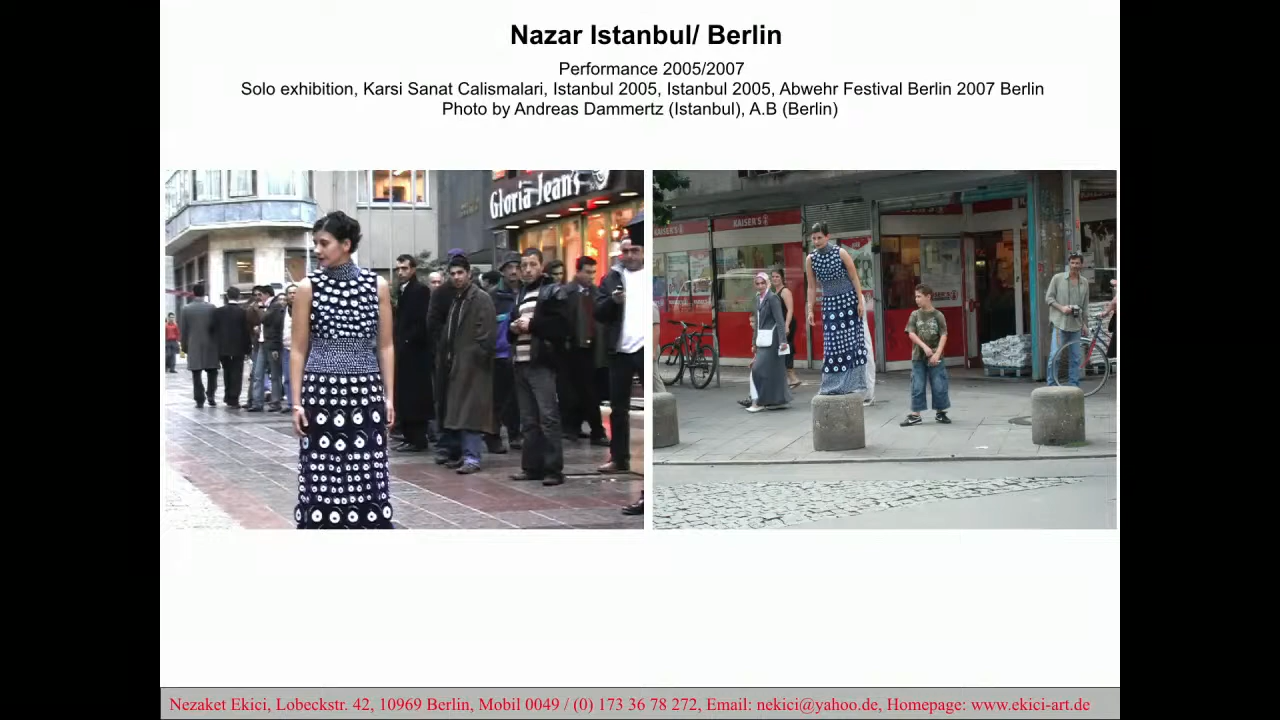 Nazar Istanbul/ Berlin
Performance 2005/2007
Solo exhibition, Karsi Sanat Calismalari, Istanbul 2005, Istanbul 2005, Abwehr Festival Berlin 2007 Berlin
Photo by Andreas Dammertz (Istanbul), A.B (Berlin)
Gloria Jean's
KAISER'S
KAISER'S
Nezaket Ekici, Lobeckstr. 42, 10969 Berlin, Mobil 0049 / (0) 173 36 78 272, Email: nekici@yahoo.de, Homepage: www.ekici-art.de